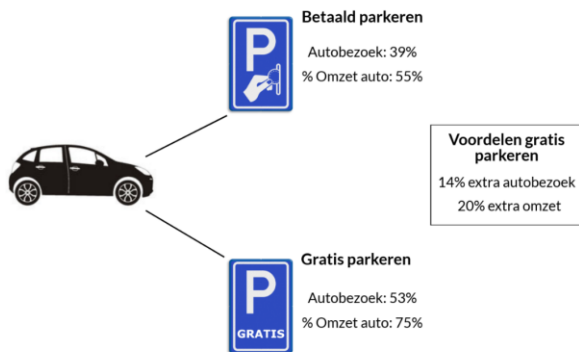 Betaald parkeren
P
Autobezoek: 39%
% Omzet auto: 55%
Voordelen gratis
parkeren
14% extra autobezoek
20% extra omzet
Gratis parkeren
P
GRATIS
Autobezoek: 53%
% Omzet auto: 75%